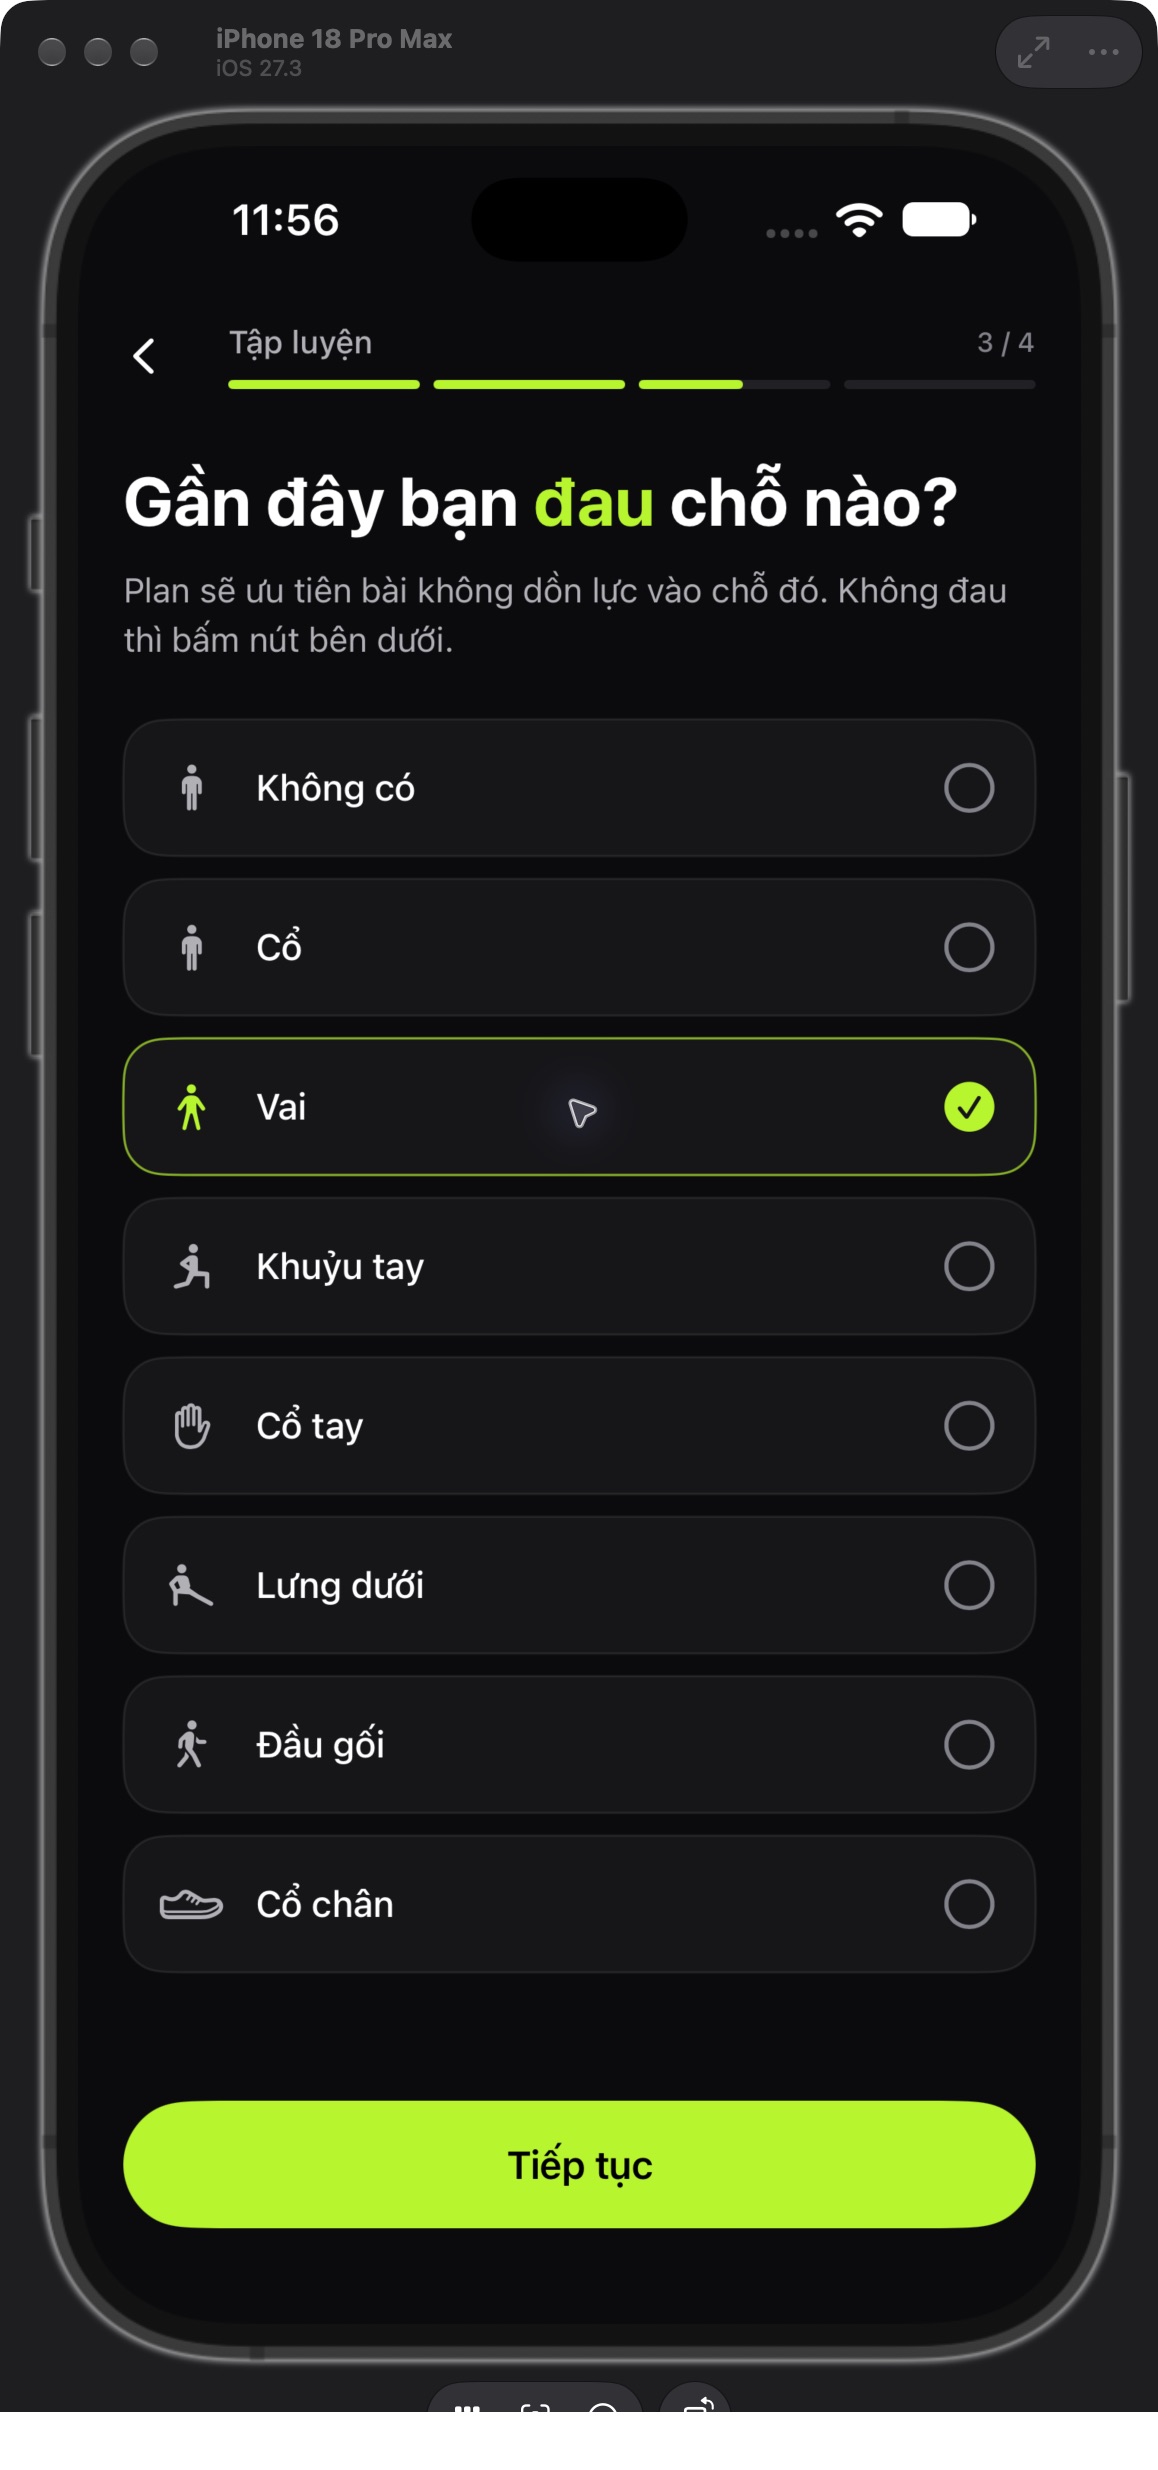 iPhone 18 Pro Max
iOS 27.3
11:56
Tập luyện
3 / 4
Gần đây bạn đau chỗ nào?
Plan sẽ ưu tiên bài không dồn lực vào chỗ đó. Không đau
thì bấm nút bên dưới.
Không có
Cổ
Vai
Khuỷu tay
Cổ tay
Lưng dưới
Đầu gối
Cổ chân
Tiếp tục